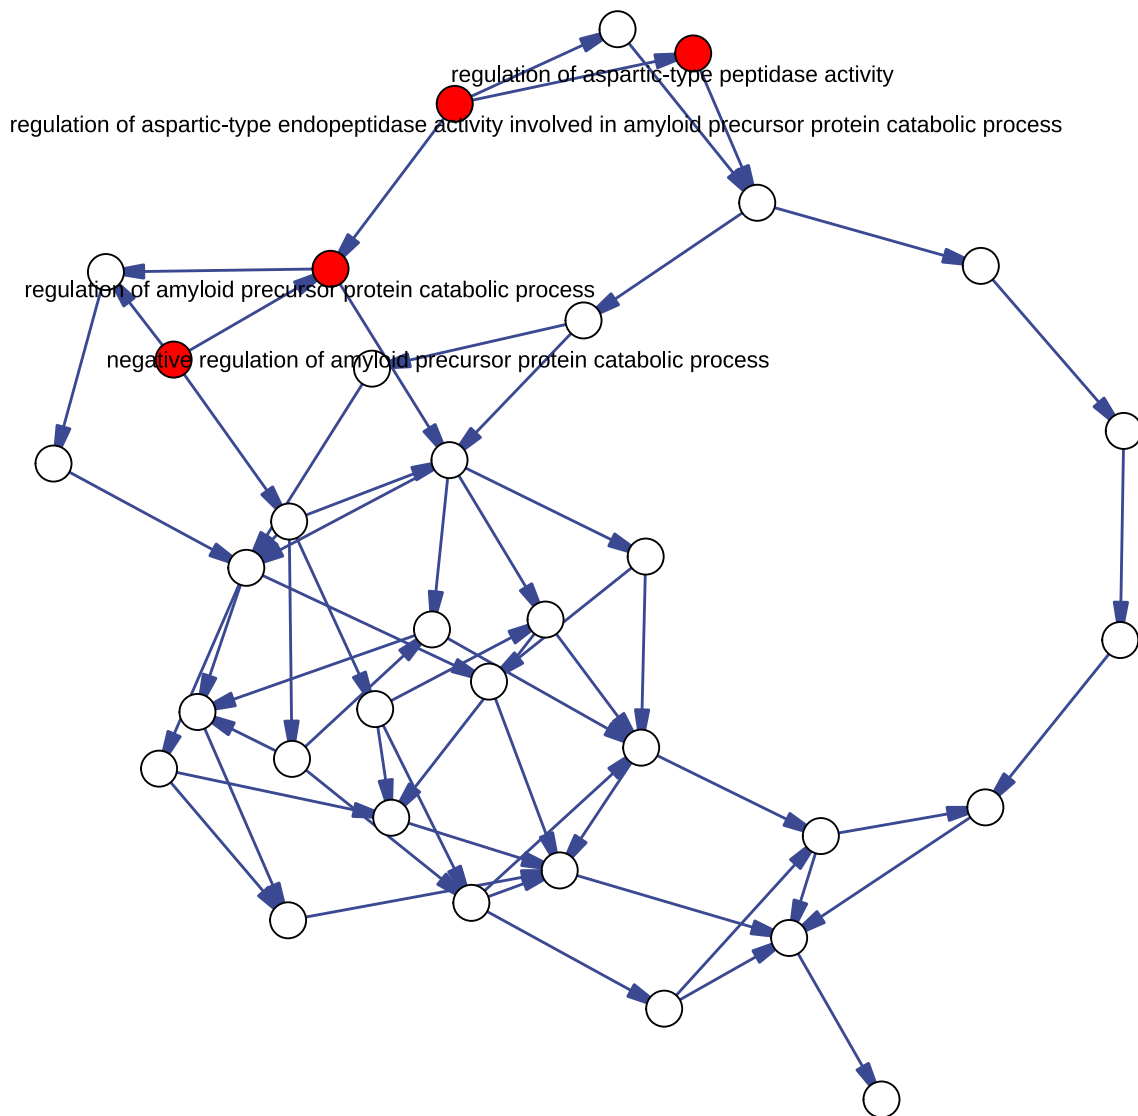 regulation of aspartic-type peptidase activity
regulation of aspartic-type endopeptidase activity involved in amyloid precursor protein catabolic process
regulation of amyloid precursor protein catabolic process
negative regulation of amyloid precursor protein catabolic process